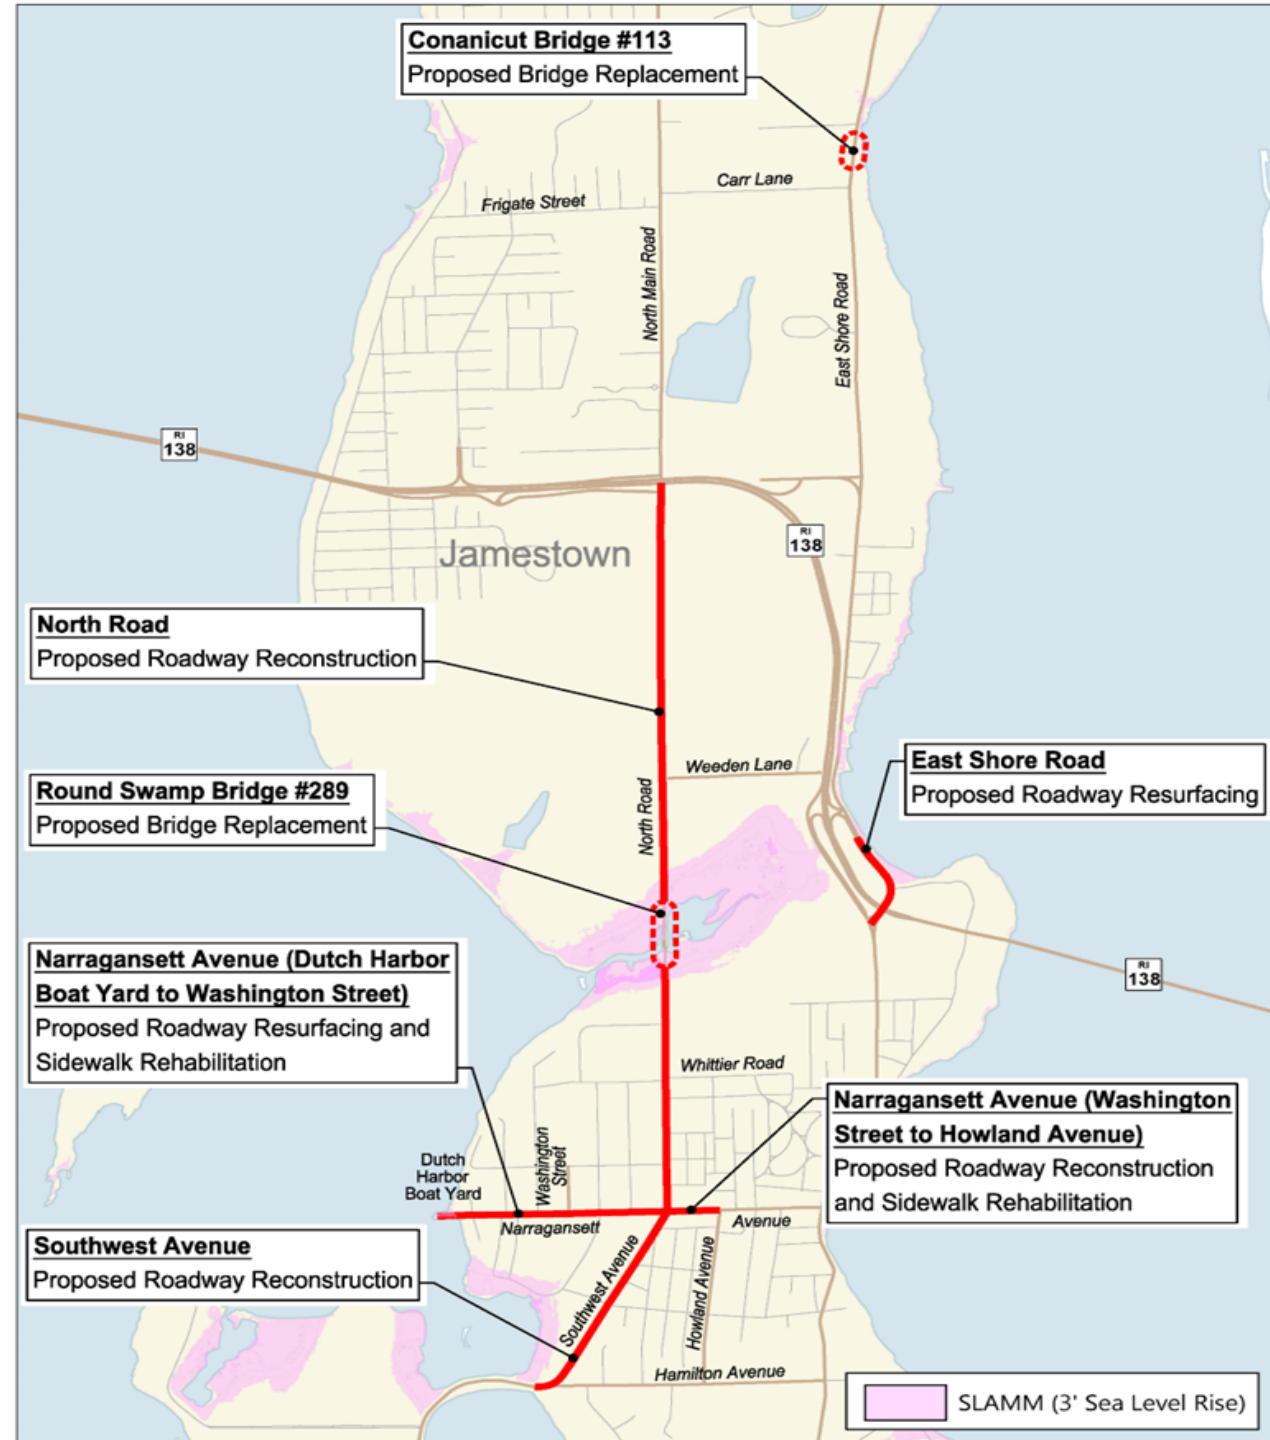 Conanicut Bridge #113
Proposed Bridge Replacement
Carr Lane
Frigate Street
North Main Road
East Shore Road
RI
138
RI
138
Jamestown
North Road
Proposed Roadway Reconstruction
Weeden Lane
East Shore Road
Proposed Roadway Resurfacing
Round Swamp Bridge #289
Proposed Bridge Replacement
North Road
Narragansett Avenue (Dutch Harbor
Boat Yard to Washington Street)
Proposed Roadway Resurfacing and
Sidewalk Rehabilitation
RI
138
Whittier Road
Narragansett Avenue (Washington
Street to Howland Avenue)
Proposed Roadway Reconstruction
and Sidewalk Rehabilitation
Dutch
Harbor
Boat Yard
Washington
Street
Narragansett
Avenue
Southwest Avenue
Proposed Roadway Reconstruction
Southwest Avenue
Howland Avenue
Hamilton Avenue
SLAMM (3' Sea Level Rise)